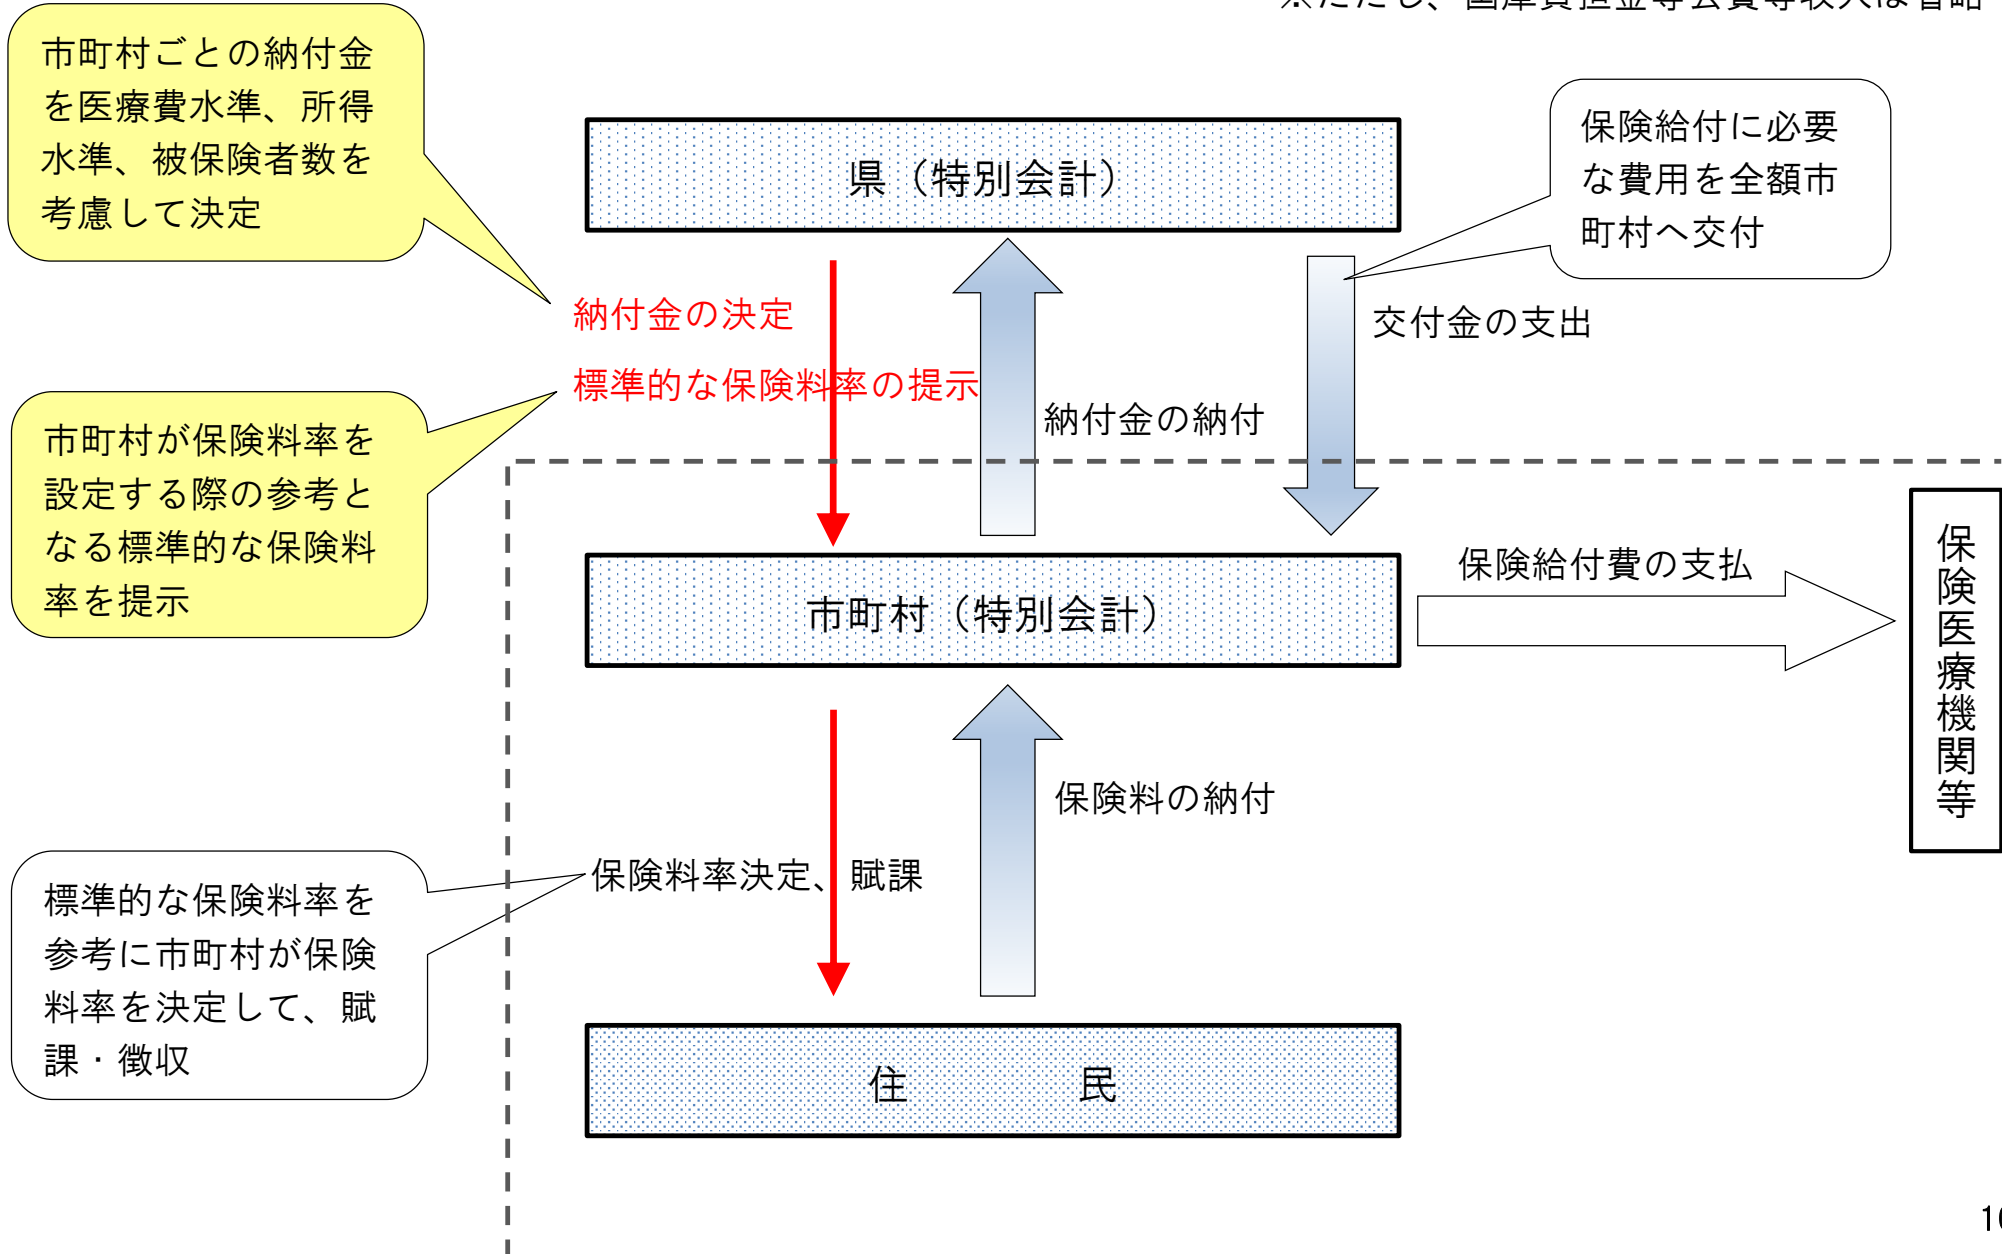 市町村ごとの納付金
を医療費水準、所得
水準、被保険者数を
考慮して決定
県（特別会計）
保険給付に必要
な費用を全額市
町村へ交付
納付金の決定
標準的な保険料率の提示
交付金の支出
納付金の納付
市町村が保険料率を
設定する際の参考と
なる標準的な保険料
率を提示
市町村（特別会計）
保険給付費の支払
保険医療機関等
保険料の納付
保険料率決定、賦課
標準的な保険料率を
参考に市町村が保険
料率を決定して、賦
課・徴収
住　　　　民